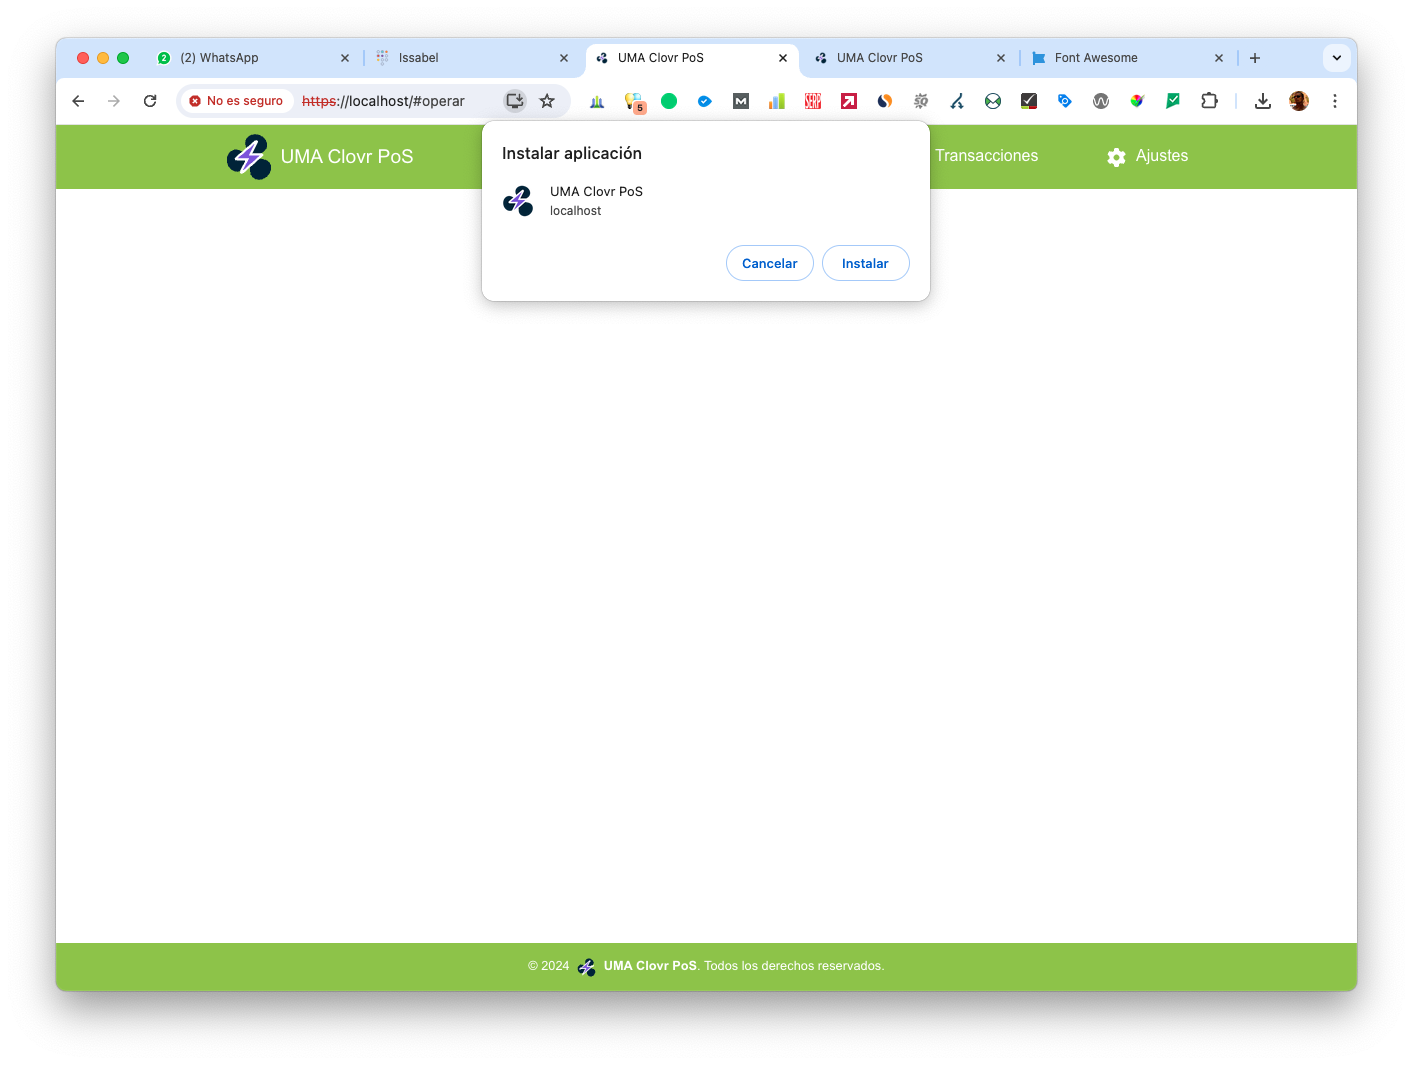 (2) WhatsApp
Issabel
UMA Clovr PoS
UMA Clovr PoS
Font Awesome
No es seguro
https://localhost/#operar
5
UMA Clovr PoS
Transacciones
Ajustes
Instalar aplicación
UMA Clovr PoS
localhost
Cancelar
Instalar
© 2024 UMA Clovr PoS. Todos los derechos reservados.